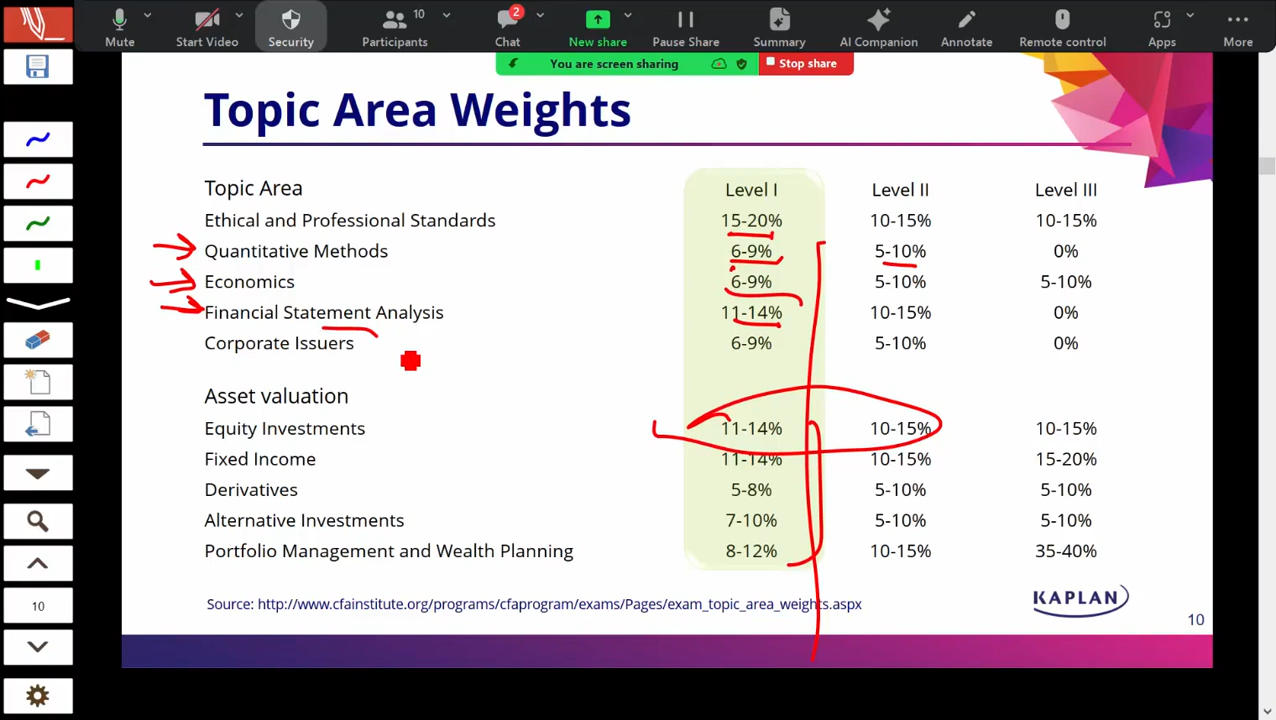 10 2
Mute Start Video Security Participants Chat New share Pause Share Summary AI Companion Annotate Remote control Apps More
You are screen sharing Stop share
Topic Area Weights
Topic Area Level I Level II Level III
Ethical and Professional Standards 15-20% 10-15% 10-15%
Quantitative Methods 6-9% 5-10% 0%
Economics 6-9% 5-10% 5-10%
Financial Statement Analysis 11-14% 10-15% 0%
Corporate Issuers 6-9% 5-10% 0%
Asset valuation
Equity Investments 11-14% 10-15% 10-15%
Fixed Income 11-14% 10-15% 15-20%
Derivatives 5-8% 5-10% 5-10%
Alternative Investments 7-10% 5-10% 5-10%
Portfolio Management and Wealth Planning 8-12% 10-15% 35-40%
Source: http://www.cfainstitute.org/programs/cfaprogram/exams/Pages/exam_topic_area_weights.aspx
KAPLAN
10
10